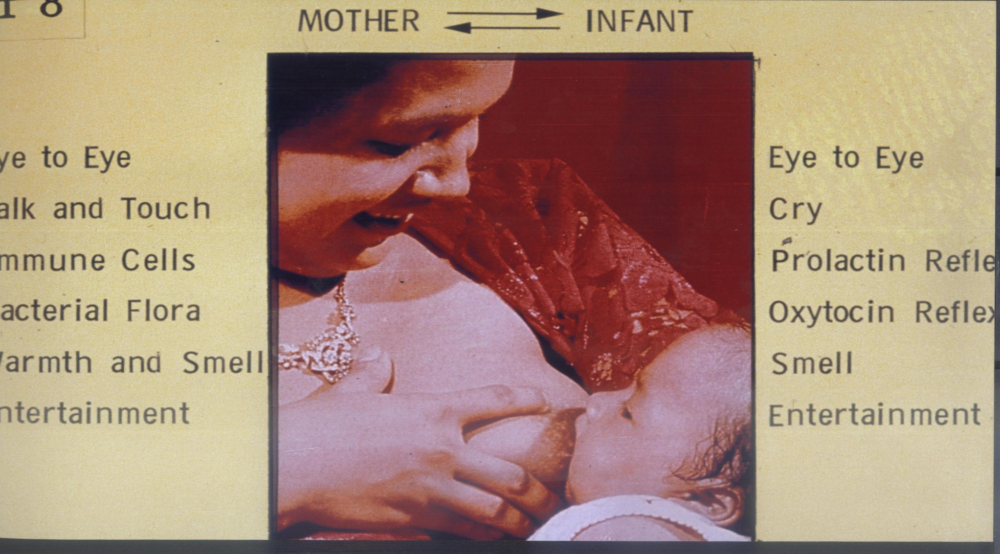 8
MOTHER INFANT
ye to Eye
alk and Touch
mmune Cells
acterial Flora
armth and Smell
ntertainment
Eye to Eye
Cry
Prolactin Refle
Oxytocin Reflex
Smell
Entertainment